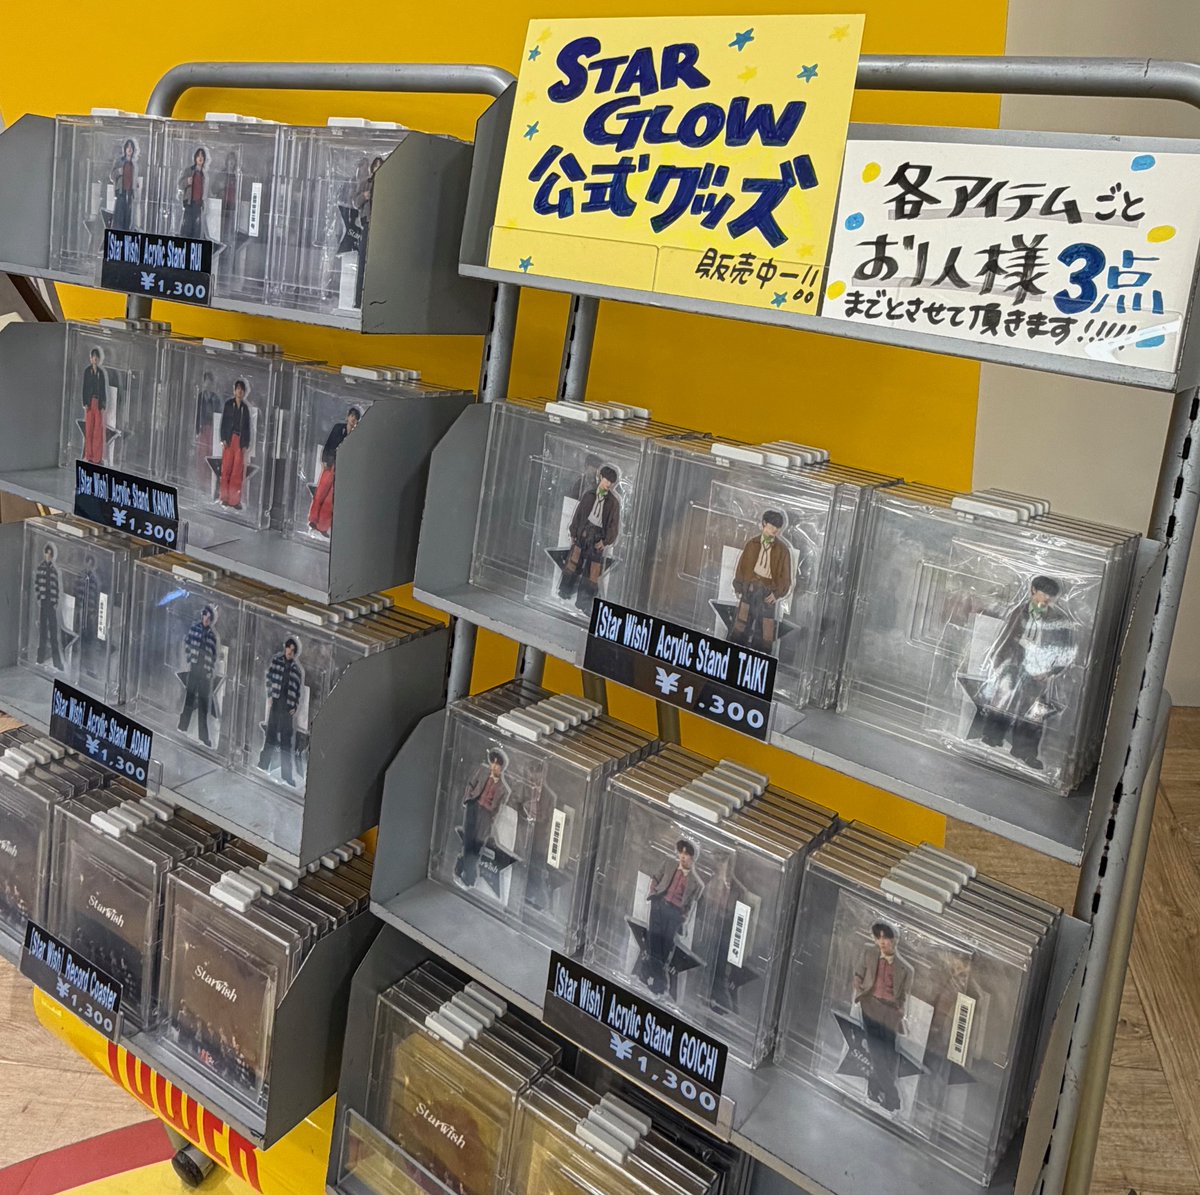 STAR
GLOW
公式グッズ
販売中ー!!
各アイテムごと
お1人様3点
までとさせて頂きます!!!!!
[Star Wish] Acrylic Stand RUI
¥1,300
[Star Wish] Acrylic Stand KANON
¥1,300
[Star Wish] Acrylic Stand ADAM
¥1,300
[Star Wish] Record Coaster
¥1,300
[Star Wish] Acrylic Stand TAIKI
¥1,300
[Star Wish] Acrylic Stand GOICHI
¥1,300
Star Wish
Star Wish
Star Wish
TOWER